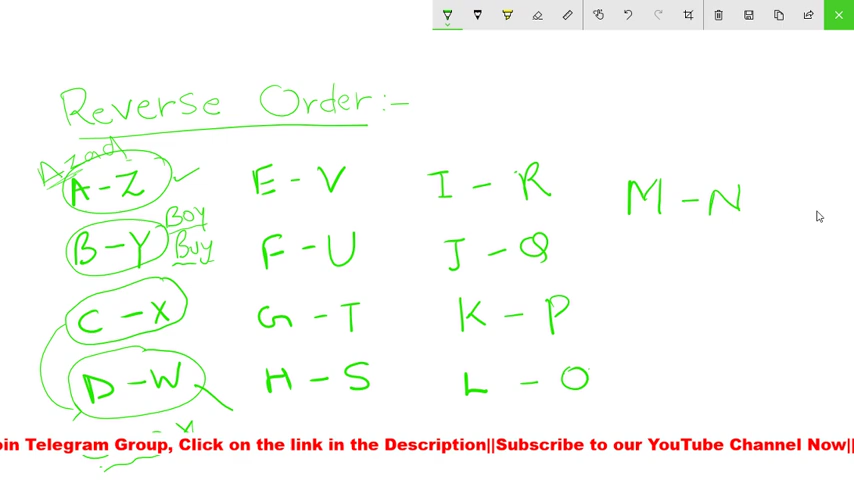 Reverse Order:-
Azad
A-Z
E-V
I-R
M-N
Boy
B-Y
Buy
F-U
J-Q
C-X
G-T
K-P
D-W
H-S
L-O
-X
oin Telegram Group, Click on the link in the Description||Subscribe to our YouTube Channel Now||